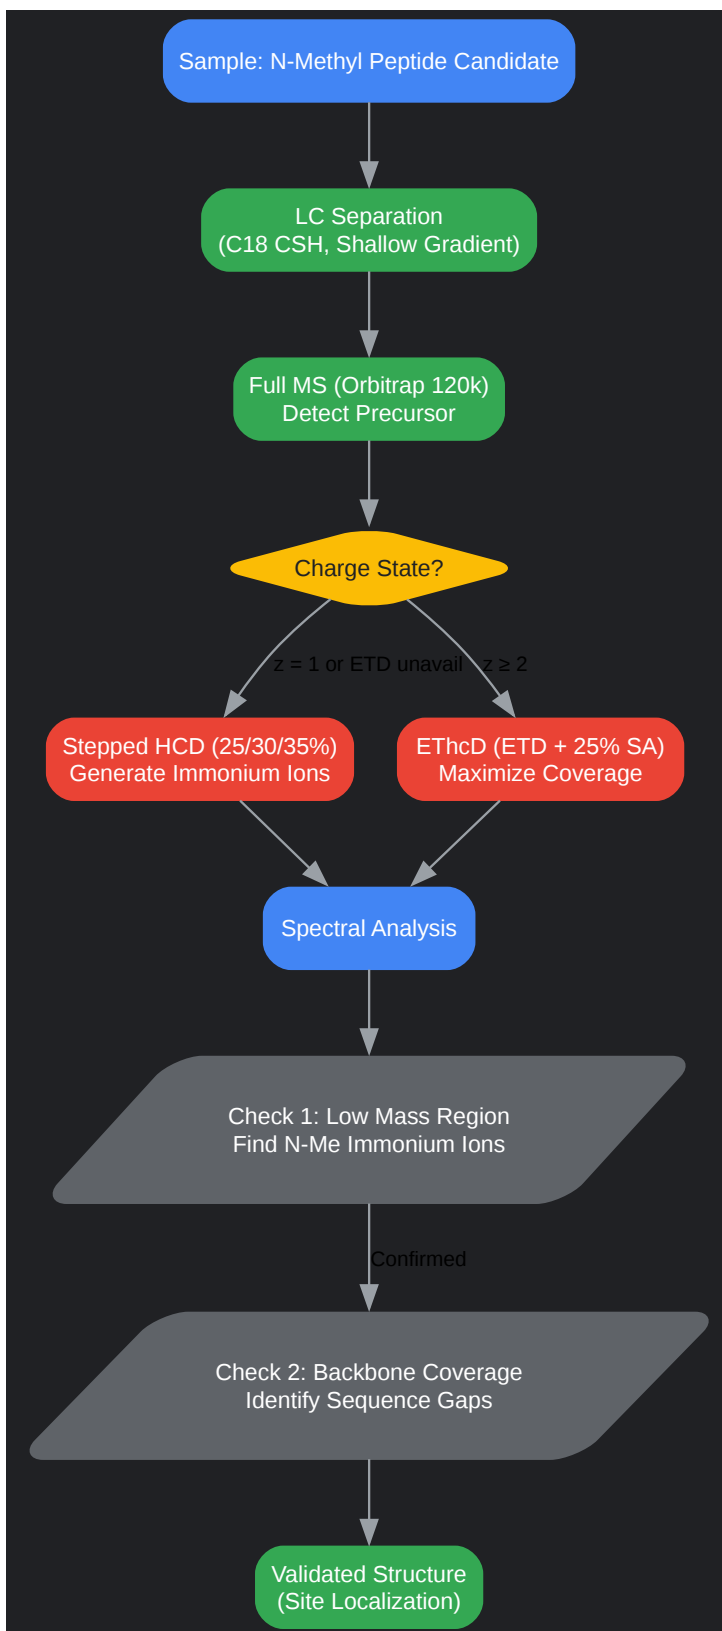 Sample: N-Methyl Peptide Candidate
LC Separation
(C18 CSH, Shallow Gradient)
Full MS (Orbitrap 120k)
Detect Precursor
Charge State?
z = 1 or ETD unavail
z ≥ 2
Stepped HCD (25/30/35%)
Generate Immonium Ions
EThcD (ETD + 25% SA)
Maximize Coverage
Spectral Analysis
Check 1: Low Mass Region
Find N-Me Immonium Ions
Confirmed
Check 2: Backbone Coverage
Identify Sequence Gaps
Validated Structure
(Site Localization)